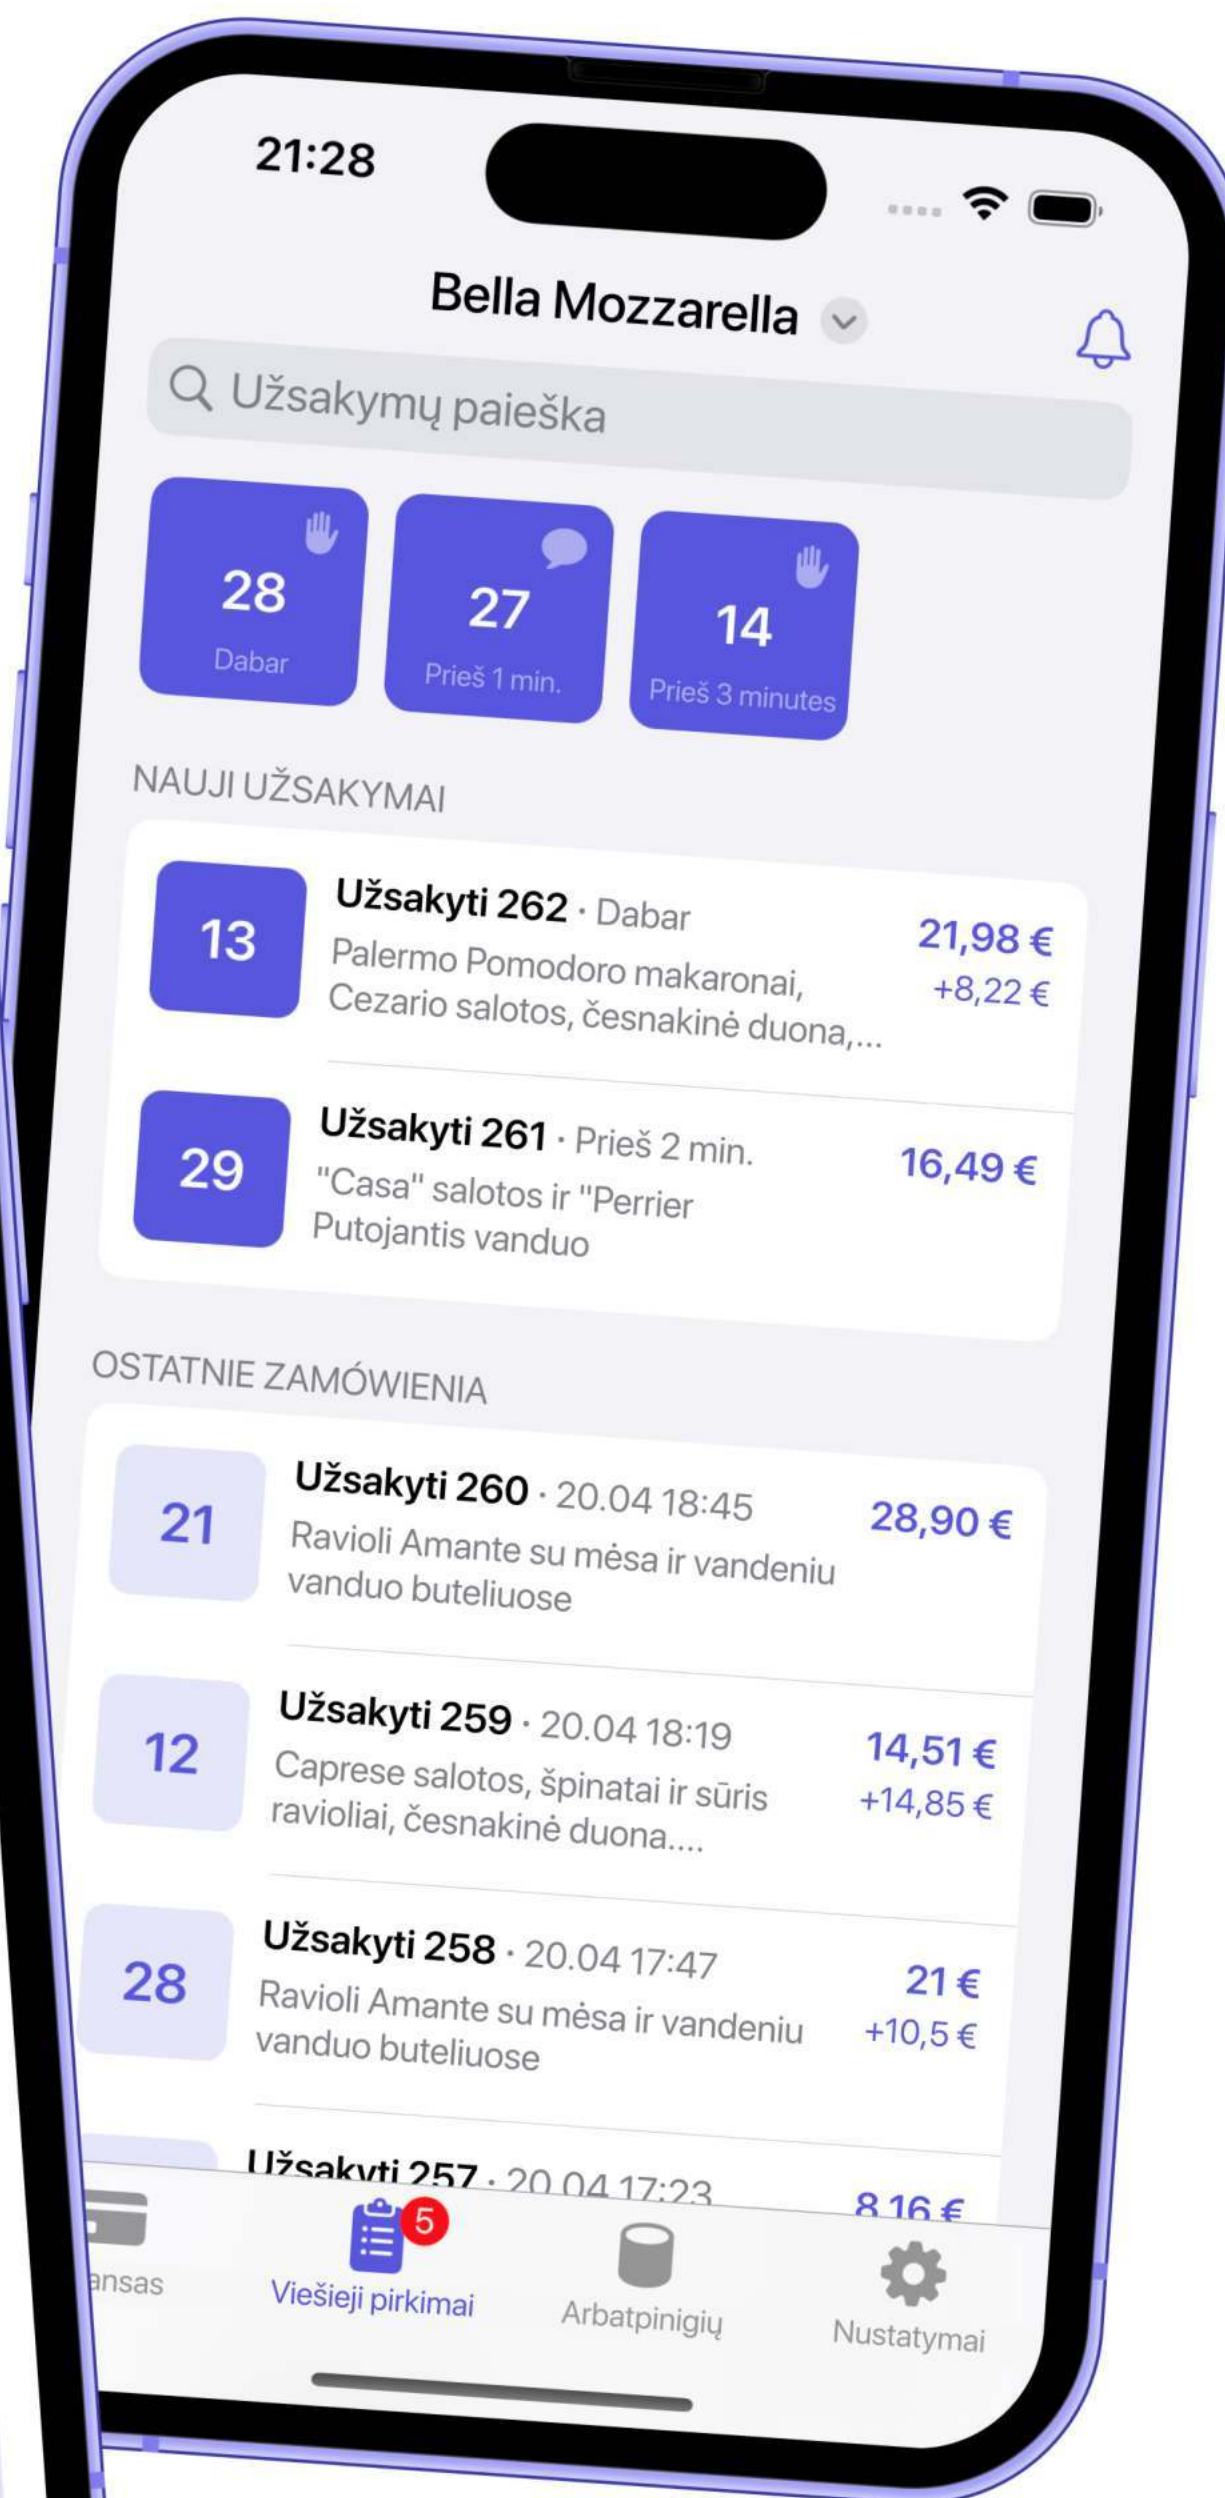 21:28
Bella Mozzarella
Užsakymų paieška
28
Dabar
27
Prieš 1 min.
14
Prieš 3 minutes
NAUJI UŽSAKYMAI
13
Užsakyti 262 · Dabar
21,98 €
Palermo Pomodoro makaronai,
+8,22 €
Cezario salotos, česnakinė duona,...
29
Užsakyti 261 · Prieš 2 min.
16,49 €
"Casa" salotos ir "Perrier
Putojantis vanduo
OSTATNIE ZAMÓWIENIA
21
Užsakyti 260 · 20.04 18:45
28,90 €
Ravioli Amante su mėsa ir vandeniu
vanduo buteliuose
12
Užsakyti 259 · 20.04 18:19
14,51 €
Caprese salotos, špinatai ir sūris
+14,85 €
ravioliai, česnakinė duona....
28
Užsakyti 258 · 20.04 17:47
21 €
Ravioli Amante su mėsa ir vandeniu
+10,5 €
vanduo buteliuose
Užsakyti 257 · 20.04 17:23
8,16 €
5
ansas
Viešieji pirkimai
Arbatpinigių
Nustatymai